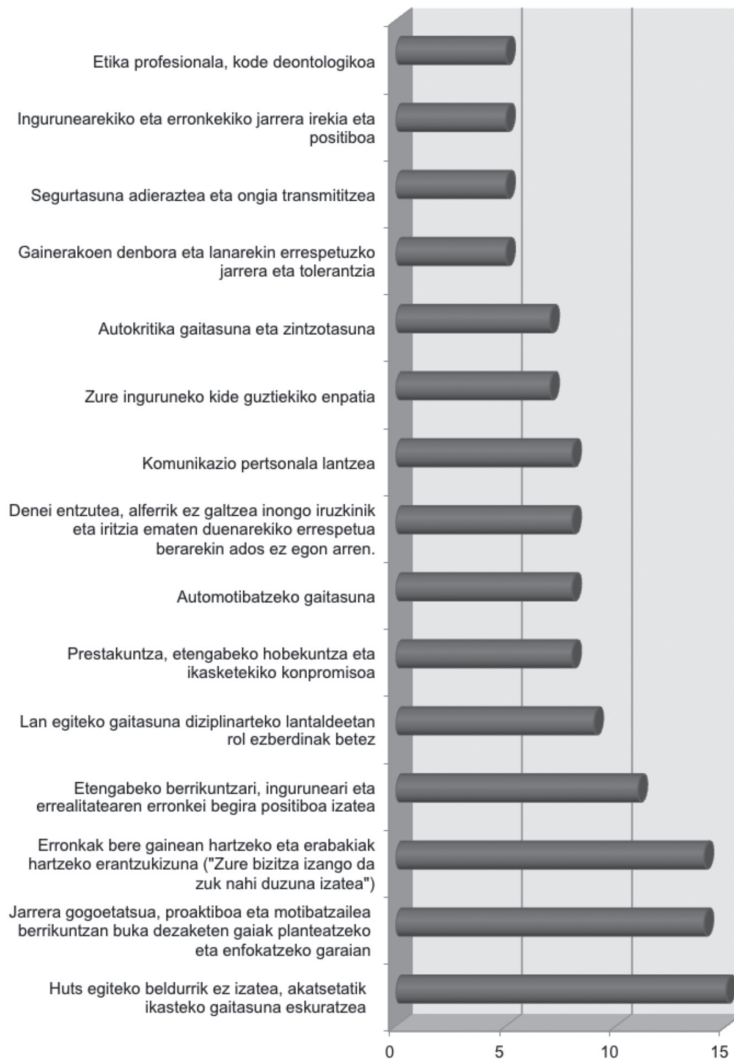 Etika profesionala, kode deontologikoa
Ingurunearekiko eta erronkekiko jarrera irekia eta
positiboa
Segurtasuna adieraztea eta ongia transmititzea
Gainerakoen denbora eta lanarekin errespetuzko
jarrera eta tolerantzia
Autokritika gaitasuna eta zintzotasuna
Zure inguruneko kide guztiekiko enpatia
Komunikazio pertsonala lantzea
Denei entzutea, alferrik ez galtzea inongo iruzkinik
eta iritzia ematen duenarekiko errespetua
berarekin ados ez egon arren.
Automotibatzeko gaitasuna
Prestakuntza, etengabeko hobekuntza eta
ikasketekiko konpromisoa
Lan egiteko gaitasuna diziplinarteko lantaldeetan
rol ezberdinak betez
Etengabeko berrikuntzari, inguruneari eta
errealitatearen erronkei begira positiboa izatea
Erronkak bere gainean hartzeko eta erabakiak
hartzeko erantzukizuna ("Zure bizitza izango da
zuk nahi duzuna izatea")
Jarrera gogoetatsua, proaktiboa eta motibatzailea
berrikuntzan buka dezaketen gaiak planteatzeko
eta enfokatzeko garaian
Huts egiteko beldurrik ez izatea, akatsetatik
ikasteko gaitasuna eskuratzea
0 5 10 15